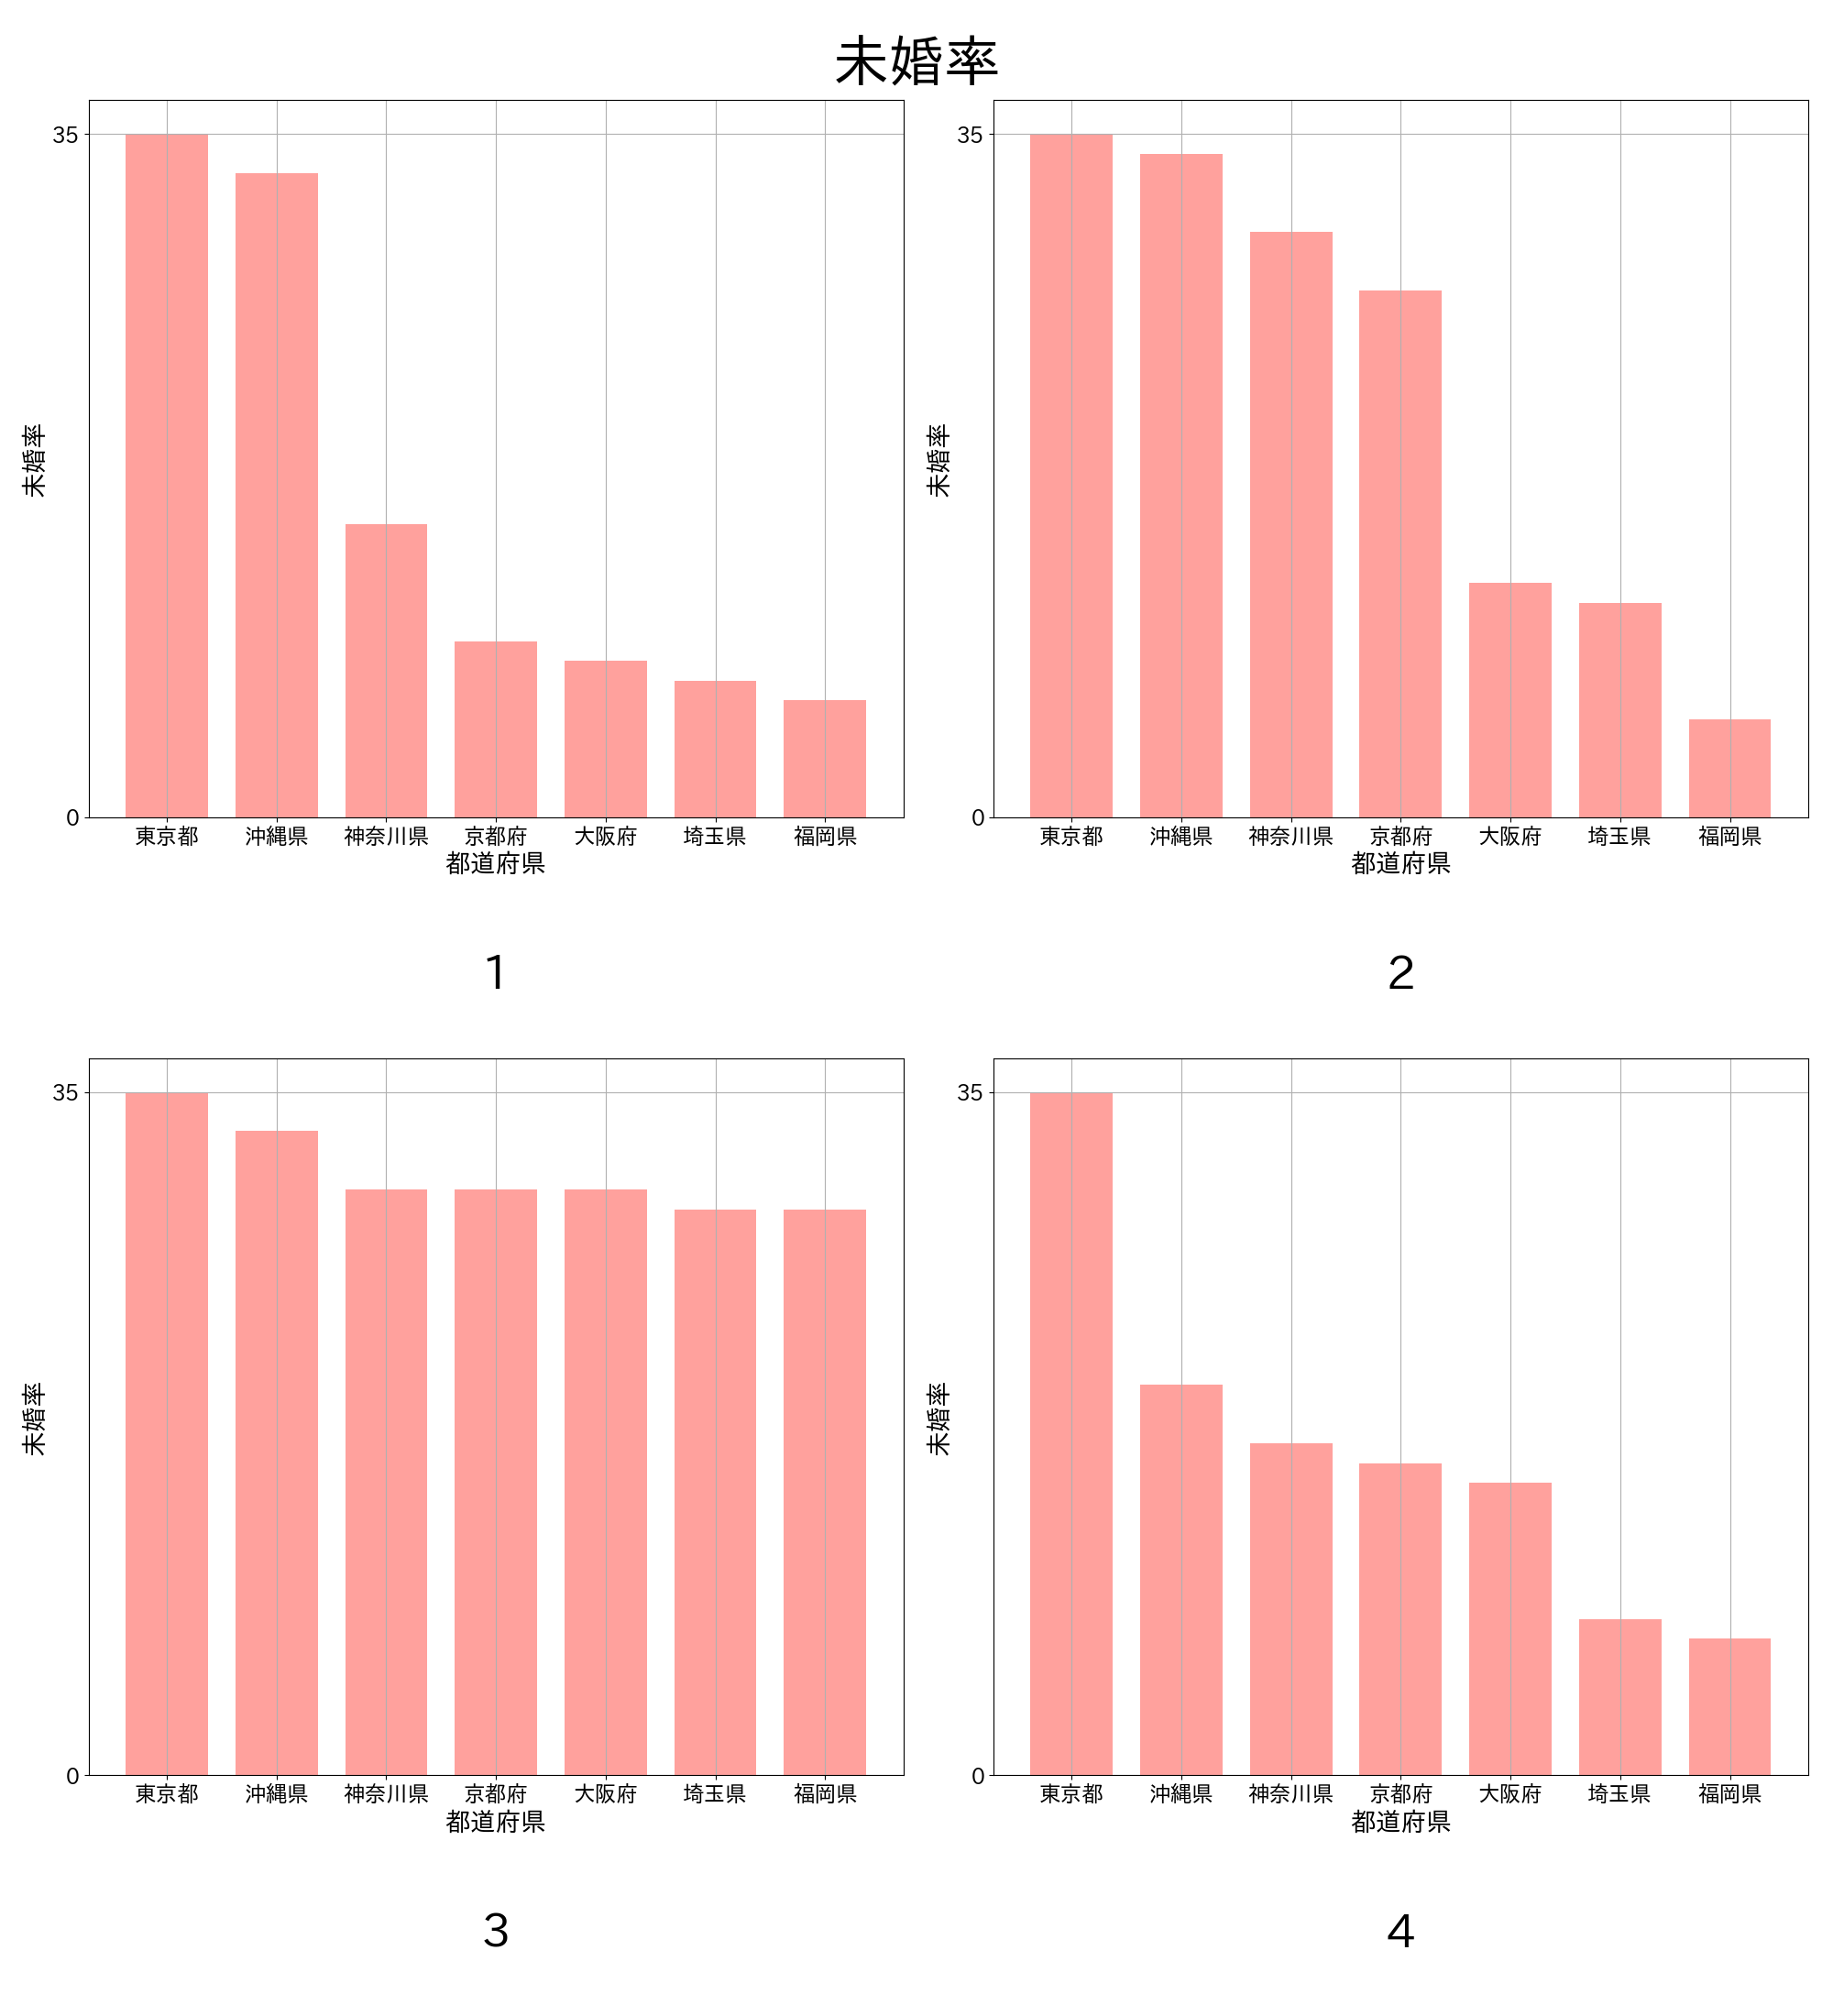 未婚率
35
0
未婚率
東京都 沖縄県 神奈川県 京都府 大阪府 埼玉県 福岡県
都道府県
1
35
0
未婚率
東京都 沖縄県 神奈川県 京都府 大阪府 埼玉県 福岡県
都道府県
2
35
0
未婚率
東京都 沖縄県 神奈川県 京都府 大阪府 埼玉県 福岡県
都道府県
3
35
0
未婚率
東京都 沖縄県 神奈川県 京都府 大阪府 埼玉県 福岡県
都道府県
4